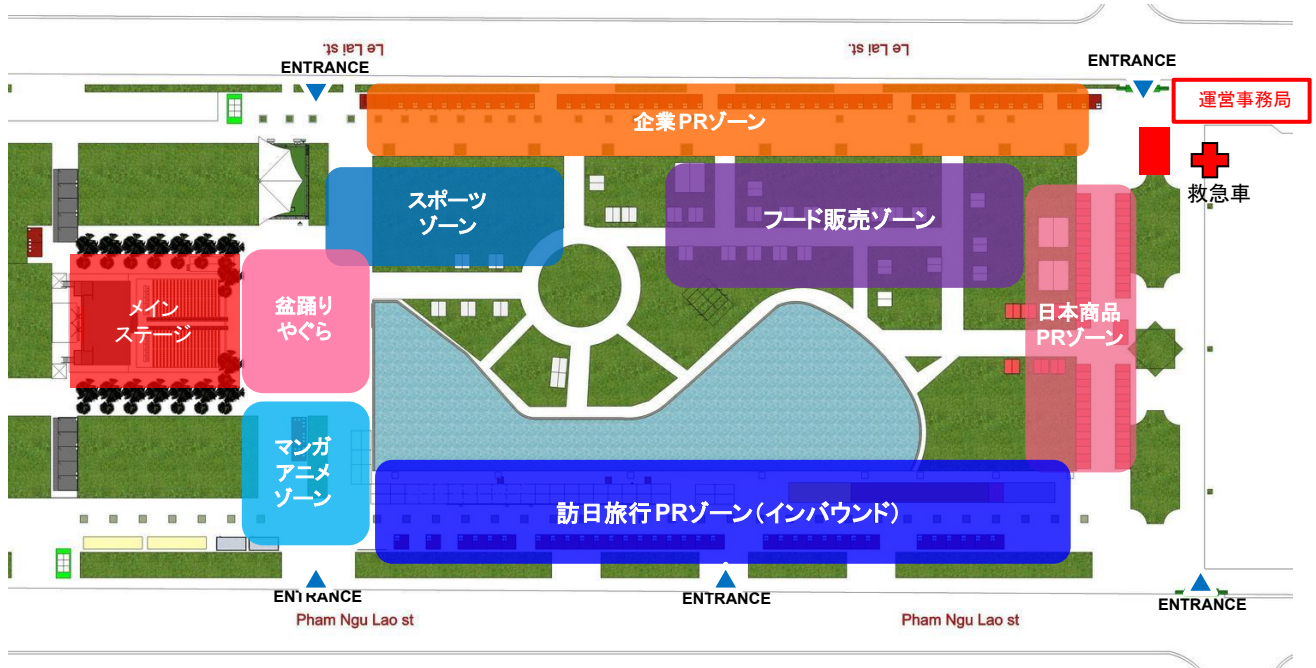 Le Lai st.
Le Lai st.
ENTRANCE
ENTRANCE
運営事務局
企業PRゾーン
救急車
スポーツ
ゾーン
フード販売ゾーン
メイン
ステージ
盆踊り
やぐら
日本商品
PRゾーン
マンガ
アニメ
ゾーン
訪日旅行PRゾーン(インバウンド)
ENTRANCE
ENTRANCE
ENTRANCE
Pham Ngu Lao st
Pham Ngu Lao st